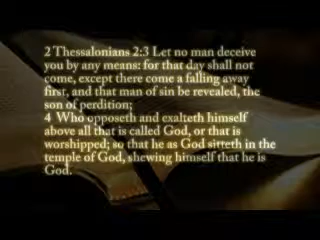 2 Thessalonians 2:3 Let no man deceive
you by any means: for that day shall not
come, except there come a falling away
first, and that man of sin be revealed, the
son of perdition;
4 Who opposeth and exalteth himself
above all that is called God, or that is
worshipped; so that he as God sitteth in the
temple of God, shewing himself that he is
God.